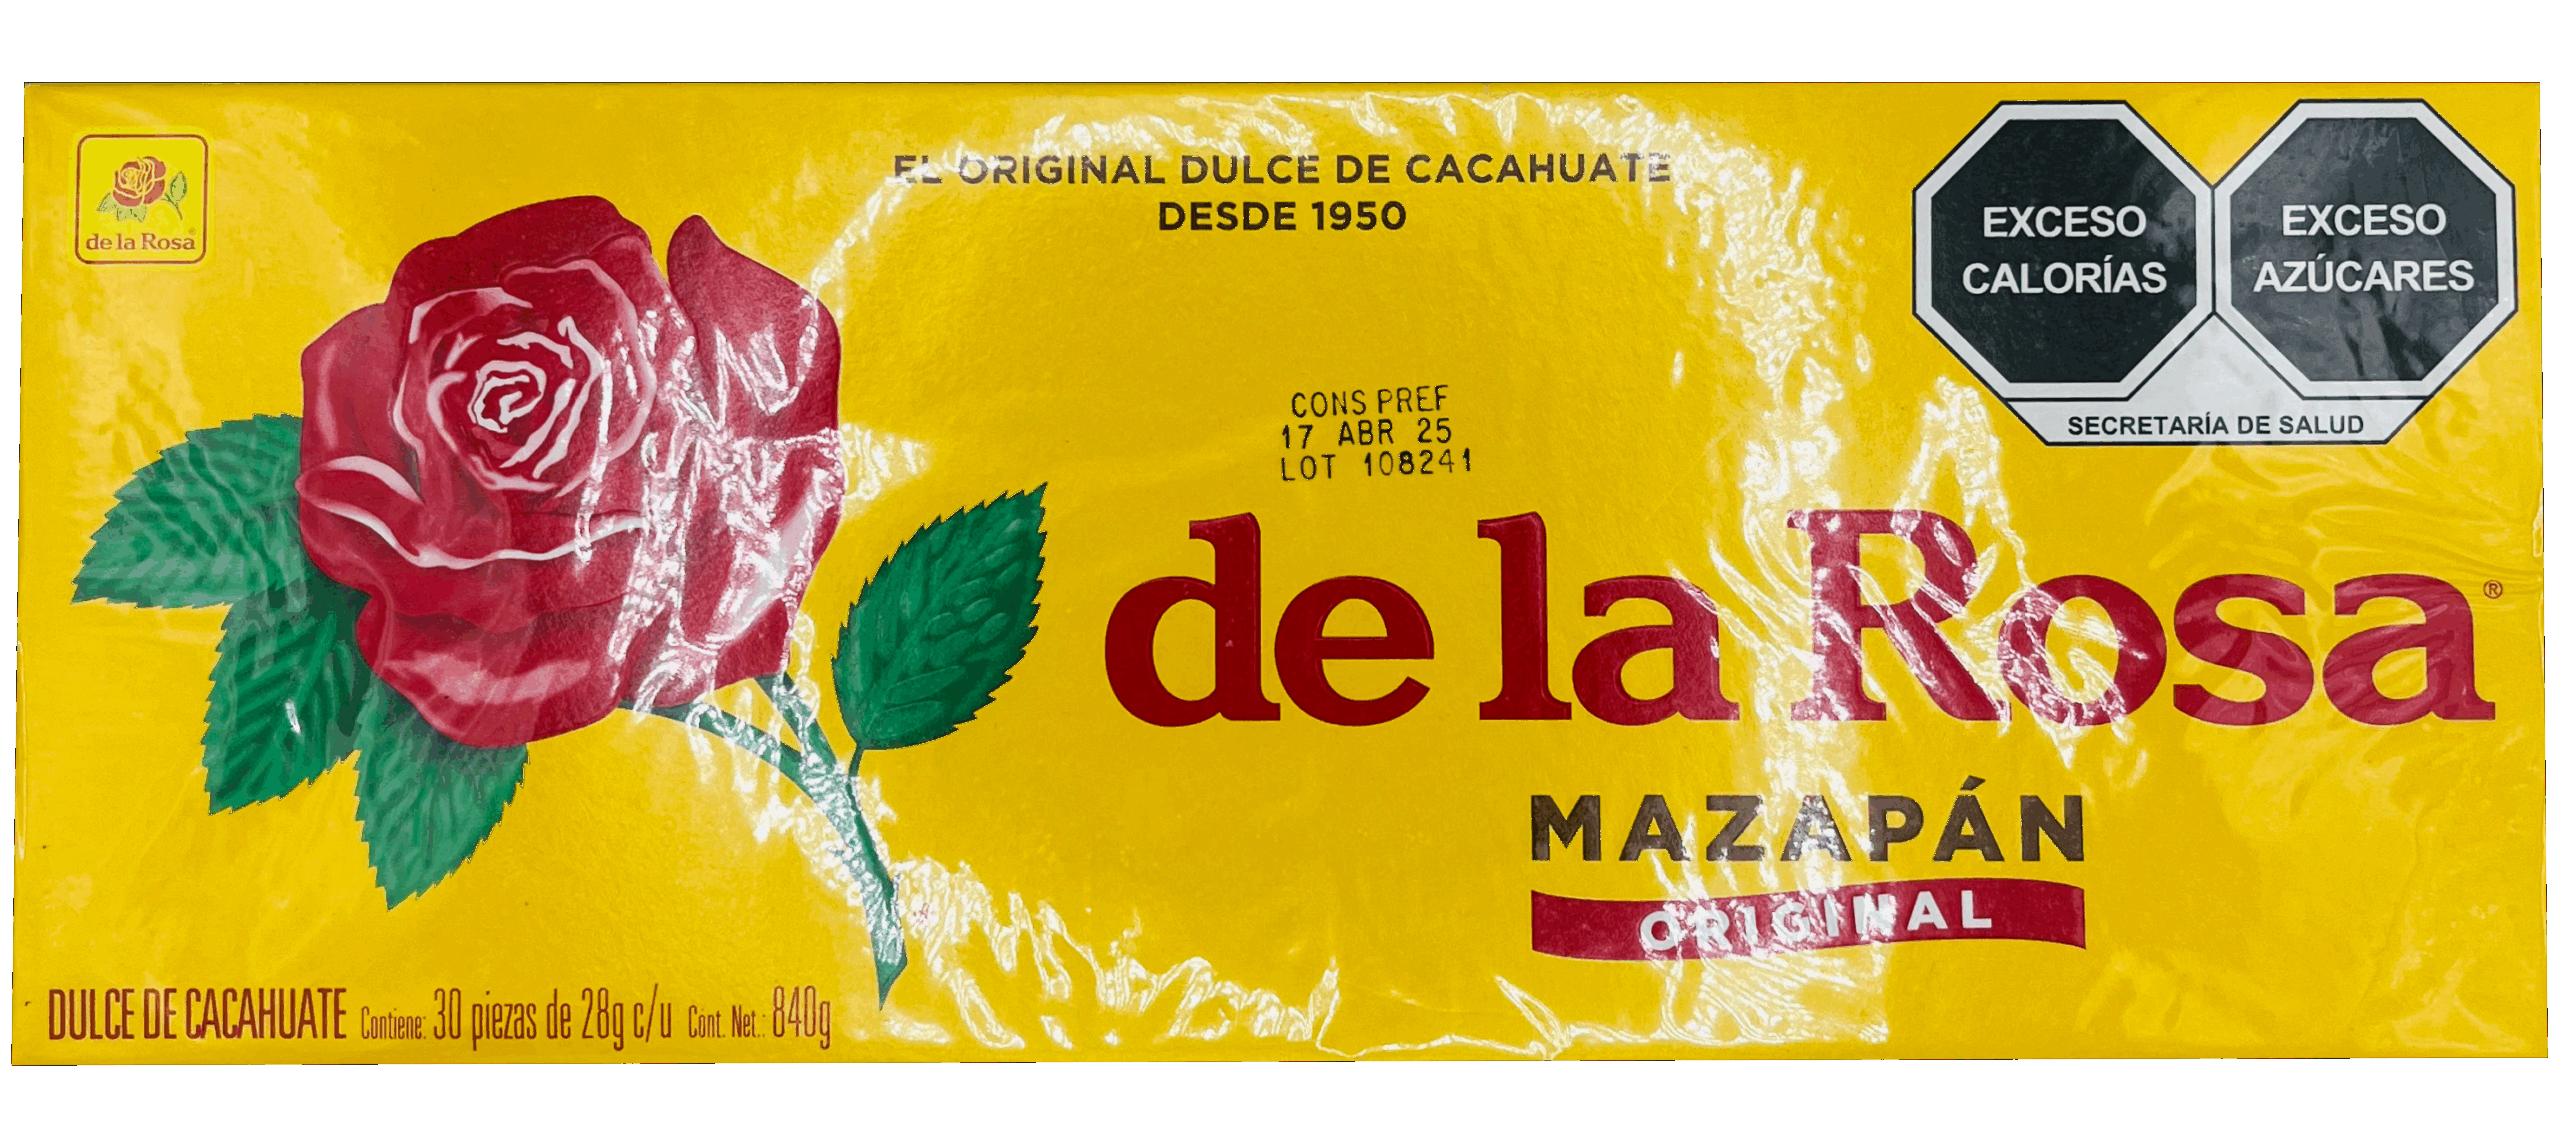 de la Rosa®
EL ORIGINAL DULCE DE CACAHUATE
DESDE 1950
EXCESO
CALORÍAS
EXCESO
AZÚCARES
SECRETARÍA DE SALUD
CONS PREF
17 ABR 25
LOT 108241
de la Rosa®
MAZAPÁN
ORIGINAL
DULCE DE CACAHUATE Contiene: 30 piezas de 28g c/u Cont. Net.: 840g